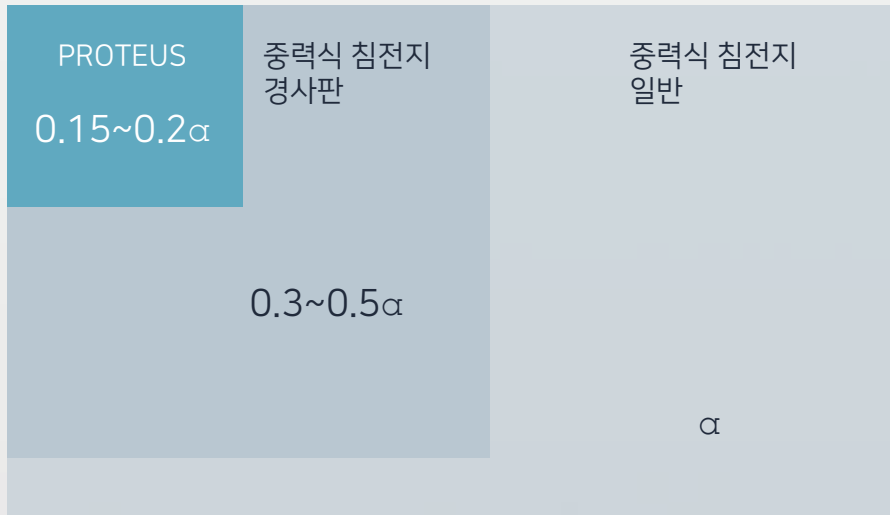 PROTEUS
0.15~0.2α
중력식 침전지
경사판
0.3~0.5α
중력식 침전지
일반
α